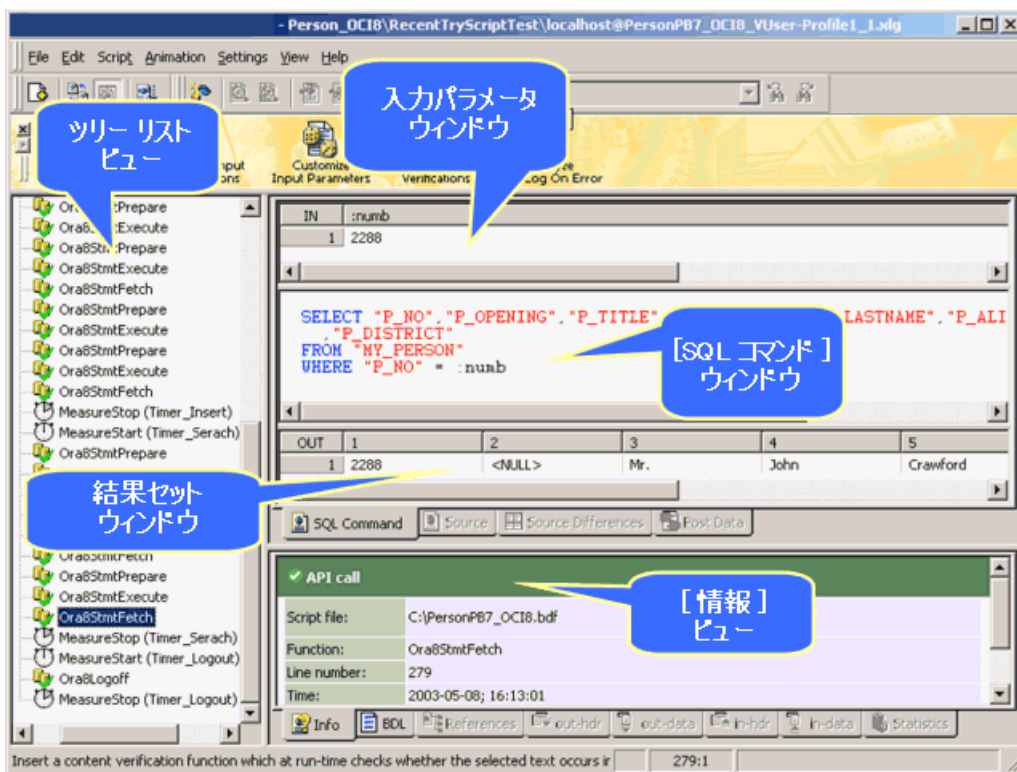 - Person_OCI8\RecentTryScriptTest\localhost@PersonPB7_OCI8_VUser-Profile1_1.xlg
File Edit Script Animation Settings View Help
ツリー リスト
ビュー
入力パラメータ
ウィンドウ
Customize
Input Parameters
Verifications
Log On Error
Ora8StmtExecute
Ora8StmtPrepare
Ora8StmtExecute
Ora8StmtFetch
Ora8StmtPrepare
Ora8StmtExecute
Ora8StmtPrepare
Ora8StmtExecute
Ora8StmtFetch
MeasureStop (Timer_Insert)
MeasureStart (Timer_Serach)
Ora8StmtPrepare
Ora8StmtFetch
Ora8StmtPrepare
Ora8StmtExecute
Ora8StmtFetch
MeasureStop (Timer_Serach)
MeasureStart (Timer_Logout)
Ora8Logoff
MeasureStop (Timer_Logout)
IN :numb
1 2288
SELECT "P_NO","P_OPENING","P_TITLE" LASTNAME","P_ALI
,"P_DISTRICT"
FROM "MY_PERSON"
WHERE "P_NO" = :numb
[SQL コマンド ]
ウィンドウ
OUT 1 2 3 4 5
1 2288 <NULL> Mr. John Crawford
結果セット
ウィンドウ
SQL Command Source Source Differences Post Data
API call
Script file: C:\PersonPB7_OCI8.bdf
Function: Ora8StmtFetch
Line number: 279
Time: 2003-05-08; 16:13:01
[ 情報 ]
ビュー
Info BDL References out-hdr out-data in-hdr in-data Statistics
Insert a content verification function which at run-time checks whether the selected text occurs ir 279:1